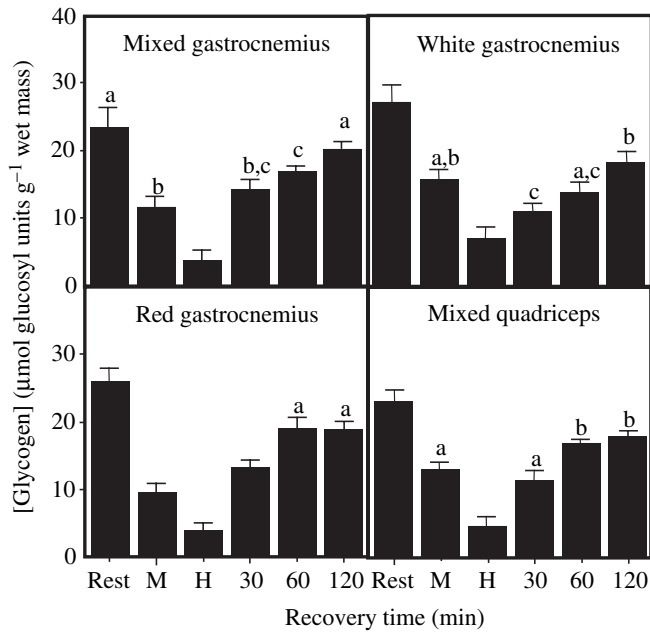 40
Mixed gastrocnemius
White gastrocnemius
30
a
a
b
20
b,c
c
a,b
a,c
b
c
10
0
Red gastrocnemius
Mixed quadriceps
30
a
a
20
a
a
b
b
10
0
Rest M H 30 60 120 Rest M H 30 60 120
Recovery time (min)
[Glycogen] (μmol glucosyl units g⁻¹ wet mass)